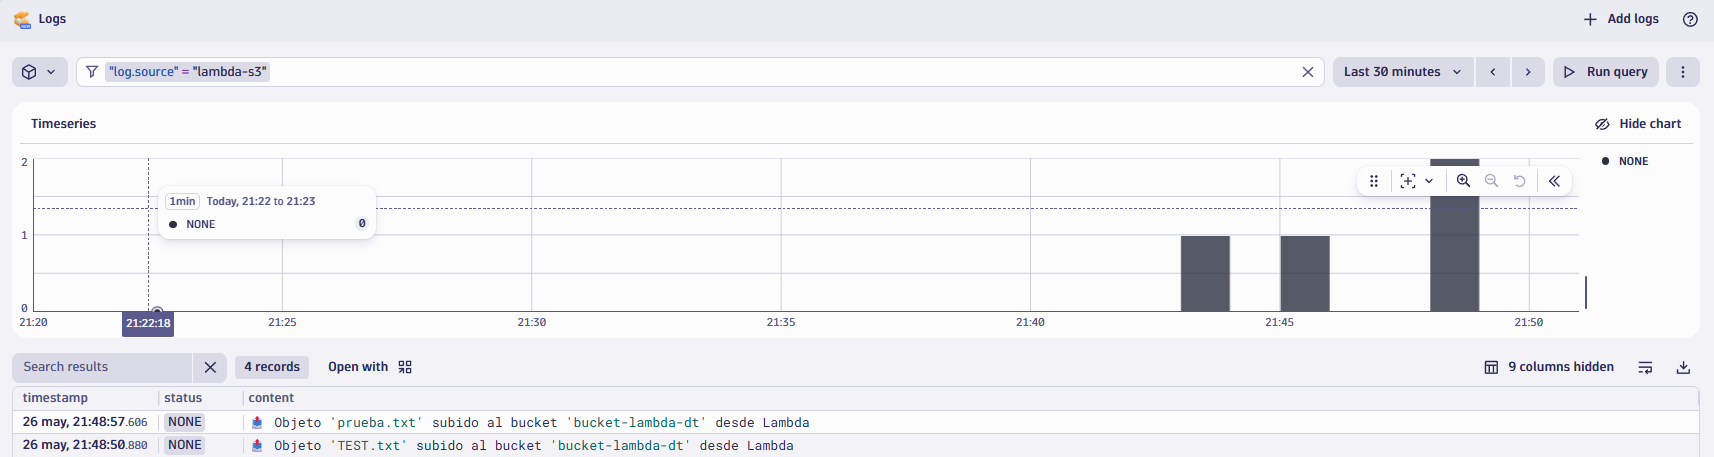 Logs
+ Add logs
"log.source" = "lambda-s3"
Last 30 minutes
Run query
Timeseries
Hide chart
2
1
0
NONE
1min Today, 21:22 to 21:23
NONE 0
21:20
21:22:18
21:25
21:30
21:35
21:40
21:45
21:50
Search results
4 records
Open with
9 columns hidden
timestamp status content
26 may, 21:48:57.606 NONE Objeto 'prueba.txt' subido al bucket 'bucket-lambda-dt' desde Lambda
26 may, 21:48:50.880 NONE Objeto 'TEST.txt' subido al bucket 'bucket-lambda-dt' desde Lambda